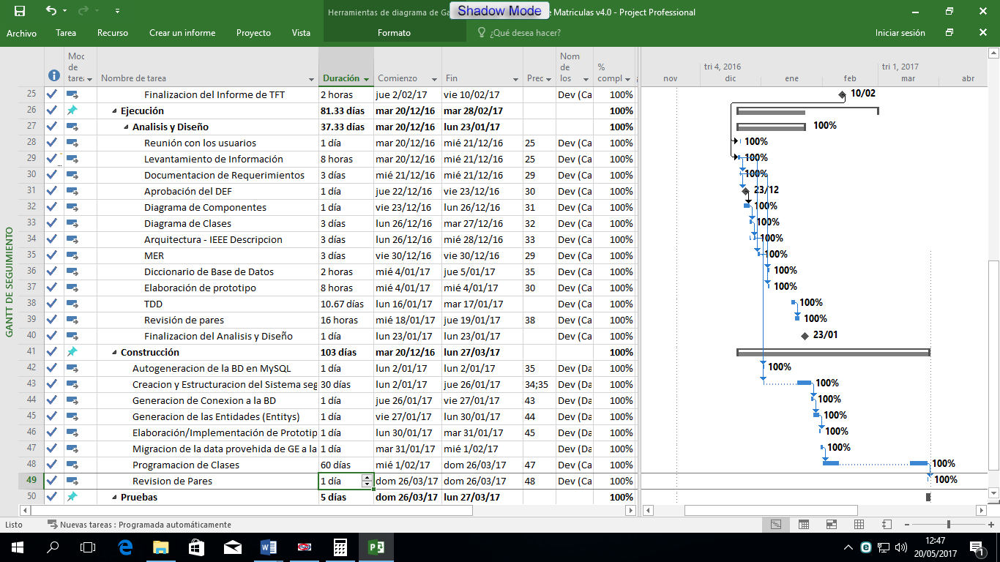 Herramientas de diagrama de Ga
Shadow Mode
e Matriculas v4.0 - Project Professional
Archivo Tarea Recurso Crear un informe Proyecto Vista Formato ¿Qué desea hacer? Iniciar sesión
Modo de tarea Nombre de tarea Duración Comienzo Fin Prec Nom de los % compl
tri 4, 2016 tri 1, 2017
nov dic ene feb mar abr
GANTT DE SEGUIMIENTO
25 Finalizacion del Informe de TFT 2 horas jue 2/02/17 vie 10/02/17 Dev (Ca 100% 10/02
26 Ejecución 81.33 días mar 20/12/16 mar 28/02/17 100%
27 Analisis y Diseño 37.33 días mar 20/12/16 lun 23/01/17 100% 100%
28 Reunión con los usuarios 1 día mar 20/12/16 mié 21/12/16 25 Dev (Ca 100% 100%
29 Levantamiento de Información 8 horas mar 20/12/16 mié 21/12/16 25 Dev (Ca 100% 100%
30 Documentacion de Requerimientos 3 días mié 21/12/16 mié 21/12/16 29 Dev (Ca 100% 100%
31 Aprobación del DEF 1 día jue 22/12/16 vie 23/12/16 30 Dev (Ca 100% 23/12
32 Diagrama de Componentes 1 día vie 23/12/16 lun 26/12/16 31 Dev (Ca 100% 100%
33 Diagrama de Clases 3 días lun 26/12/16 mar 27/12/16 32 Dev (Ca 100% 100%
34 Arquitectura - IEEE Descripcion 3 días lun 26/12/16 mié 28/12/16 33 Dev (Ca 100% 100%
35 MER 3 días vie 30/12/16 vie 30/12/16 29 Dev (Ca 100% 100%
36 Diccionario de Base de Datos 2 horas mié 4/01/17 jue 5/01/17 35 Dev (Ca 100% 100%
37 Elaboración de prototipo 8 horas mié 4/01/17 mié 4/01/17 30 Dev (Ca 100% 100%
38 TDD 10.67 días lun 16/01/17 mar 17/01/17 Dev (Ca 100% 100%
39 Revisión de pares 16 horas mié 18/01/17 jue 19/01/17 38 Dev (Ca 100% 100%
40 Finalizacion del Analisis y Diseño 1 día lun 23/01/17 lun 23/01/17 Dev (Ca 100% 23/01
41 Construcción 103 días mar 20/12/16 lun 27/03/17 100%
42 Autogeneracion de la BD en MySQL 1 día lun 2/01/17 lun 2/01/17 35 Dev (Da 100% 100%
43 Creacion y Estructuracion del Sistema seg 30 días lun 2/01/17 jue 26/01/17 34;35 Dev (Da 100% 100%
44 Generacion de Conexion a la BD 1 día jue 26/01/17 vie 27/01/17 43 Dev (Da 100% 100%
45 Generacion de las Entidades (Entitys) 1 día vie 27/01/17 lun 30/01/17 44 Dev (Da 100% 100%
46 Elaboración/Implementación de Prototip 1 día lun 30/01/17 mar 31/01/17 45 Dev (Da 100% 100%
47 Migracion de la data provehida de GE a la 1 día mar 31/01/17 mié 1/02/17 Dev (Da 100% 100%
48 Programacion de Clases 60 días mié 1/02/17 dom 26/03/17 47 Dev (Da 100% 100%
49 Revision de Pares 1 día dom 26/03/17 dom 26/03/17 48 Dev (Ca 100% 100%
50 Pruebas 5 días dom 26/03/17 lun 27/03/17 100%
Listo Nuevas tareas : Programada automáticamente
12:47
20/05/2017
1